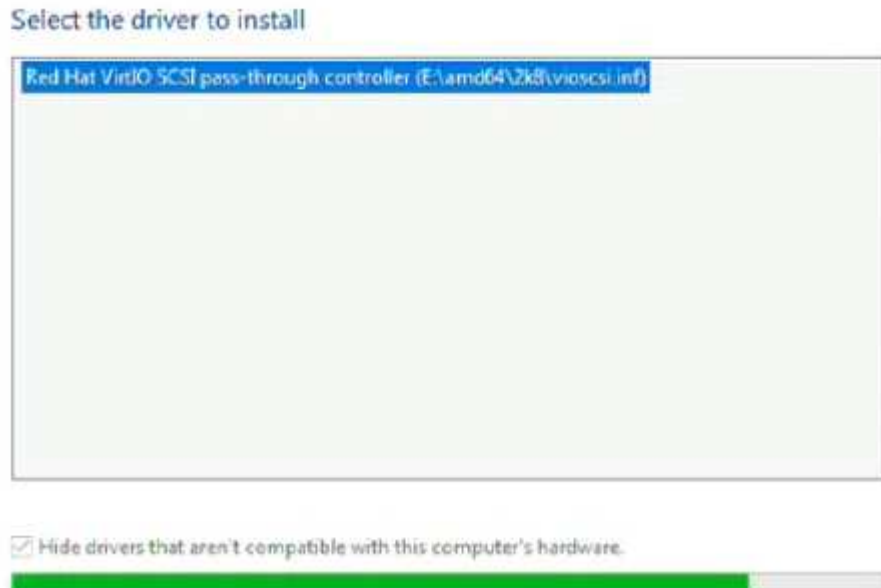 Select the driver to install
Red Hat VirtIO SCSI pass-through controller (E:\amd64\2k8\vioscsi.inf)
Hide drivers that aren't compatible with this computer's hardware.